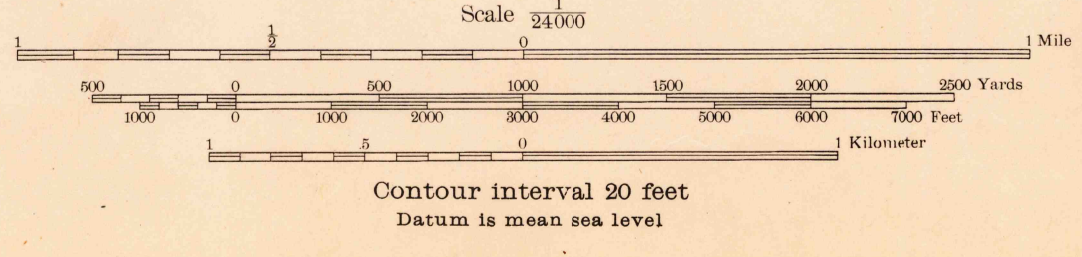 Scale 1/24000
1 1/2 0 1 Mile
500 0 500 1000 1500 2000 2500 Yards
1000 0 1000 2000 3000 4000 5000 6000 7000 Feet
1 .5 0 1 Kilometer
Contour interval 20 feet
Datum is mean sea level